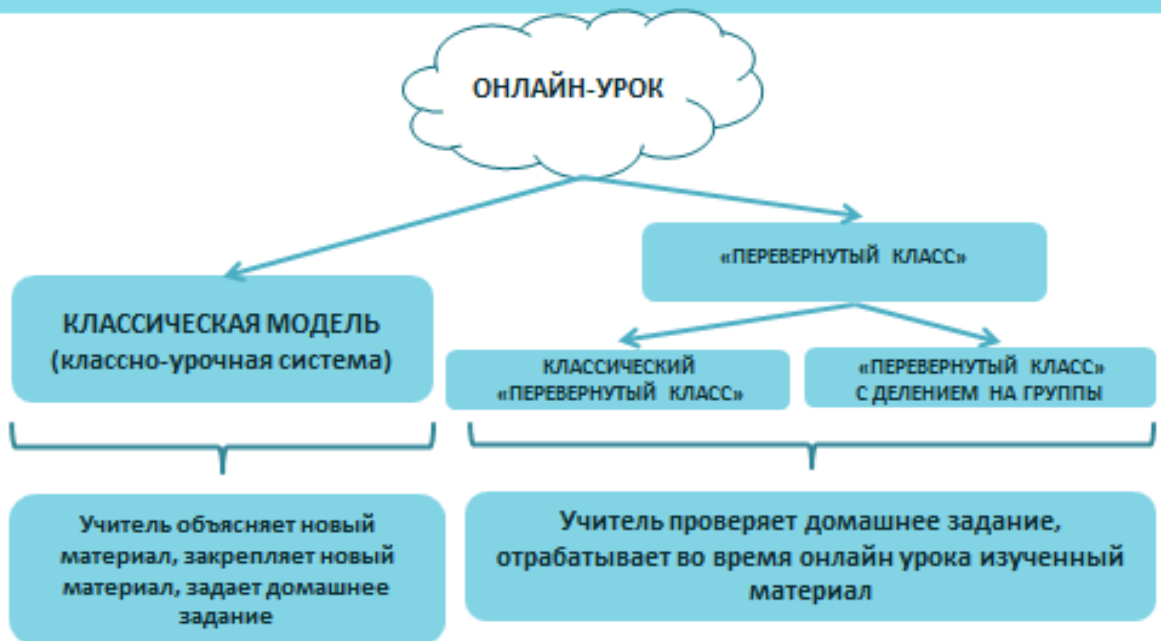 ОНЛАЙН-УРОК
«ПЕРЕВЕРНУТЫЙ КЛАСС»
КЛАССИЧЕСКАЯ МОДЕЛЬ
(классно-урочная система)
КЛАССИЧЕСКИЙ
«ПЕРЕВЕРНУТЫЙ КЛАСС»
«ПЕРЕВЕРНУТЫЙ КЛАСС»
С ДЕЛЕНИЕМ НА ГРУППЫ
Учитель объясняет новый
материал, закрепляет новый
материал, задает домашнее
задание
Учитель проверяет домашнее задание,
отрабатывает во время онлайн урока изученный
материал